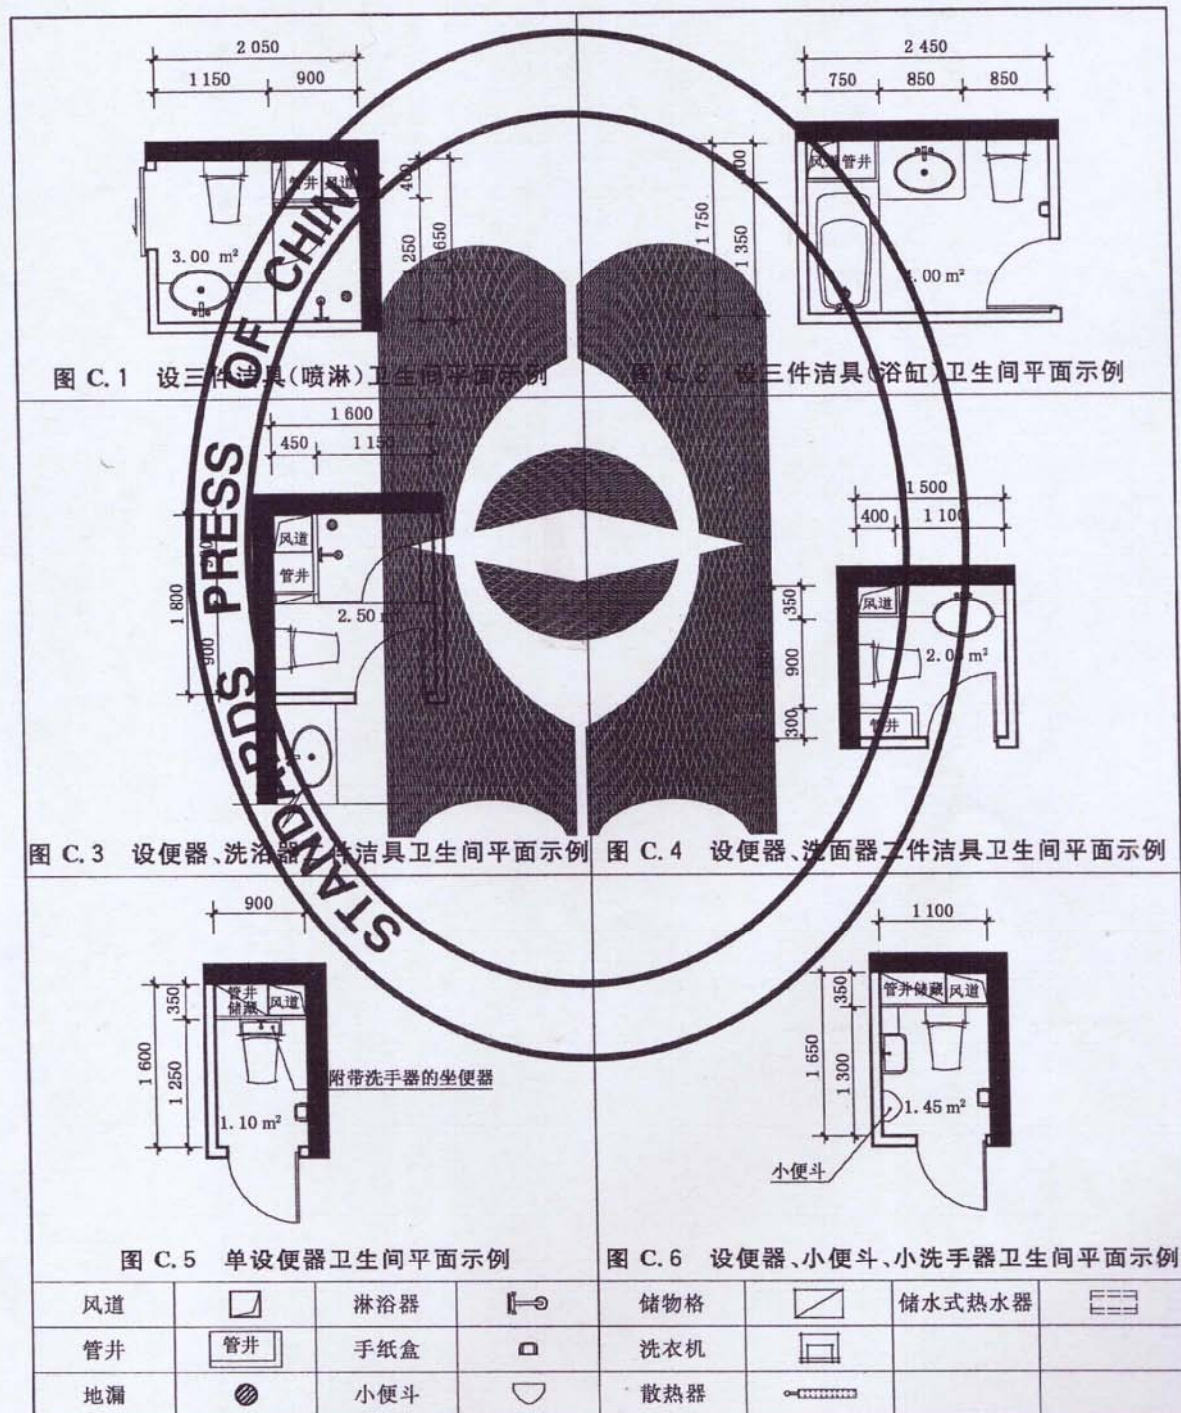 2 050
1 150
900
管井
风道
400
650
250
3.00 m²
图 C.1 设三件洁具(喷淋)卫生间平面示例
2 450
750
850
850
风道
管井
1 750
1 350
.00 m²
设三件洁具(浴缸)卫生间平面示例
1 600
450
风道
管井
1 800
900
2.50 m
图 C.3 设便器、洗浴器二件洁具卫生间平面示例
1 500
400
1 100
风道
350
900
300
管井
图 C.4 设便器、洗面器二件洁具卫生间平面示例
900
管井
储藏
风道
350
1 600
1 250
附带洗手器的坐便器
1.10 m²
图 C.5 单设便器卫生间平面示例
1 100
管井储藏
风道
350
1 650
1 300
1.45 m²
小便斗
图 C.6 设便器、小便斗、小洗手器卫生间平面示例
风道 淋浴器 储物格 储水式热水器
管井 管井 手纸盒 洗衣机
地漏 小便斗 散热器
STANDARDS PRESS OF CHINA